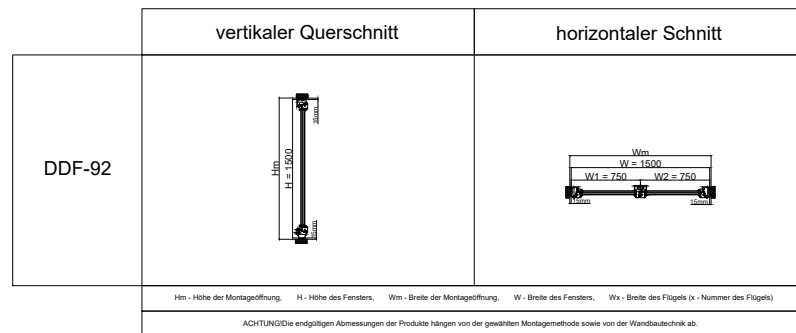 vertikaler Querschnitt
horizontaler Schnitt
DDF-92
Hm
H = 1500
15mm
15mm
Wm
W = 1500
W1 = 750
W2 = 750
15mm
15mm
Hm - Höhe der Montageöffnung, H - Höhe des Fensters, Wm - Breite der Montageöffnung, W - Breite des Fensters, Wx - Breite des Flügels (x - Nummer des Flügels)
ACHTUNG!Die endgültigen Abmessungen der Produkte hängen von der gewählten Montagemethode sowie von der Wandbautechnik ab.